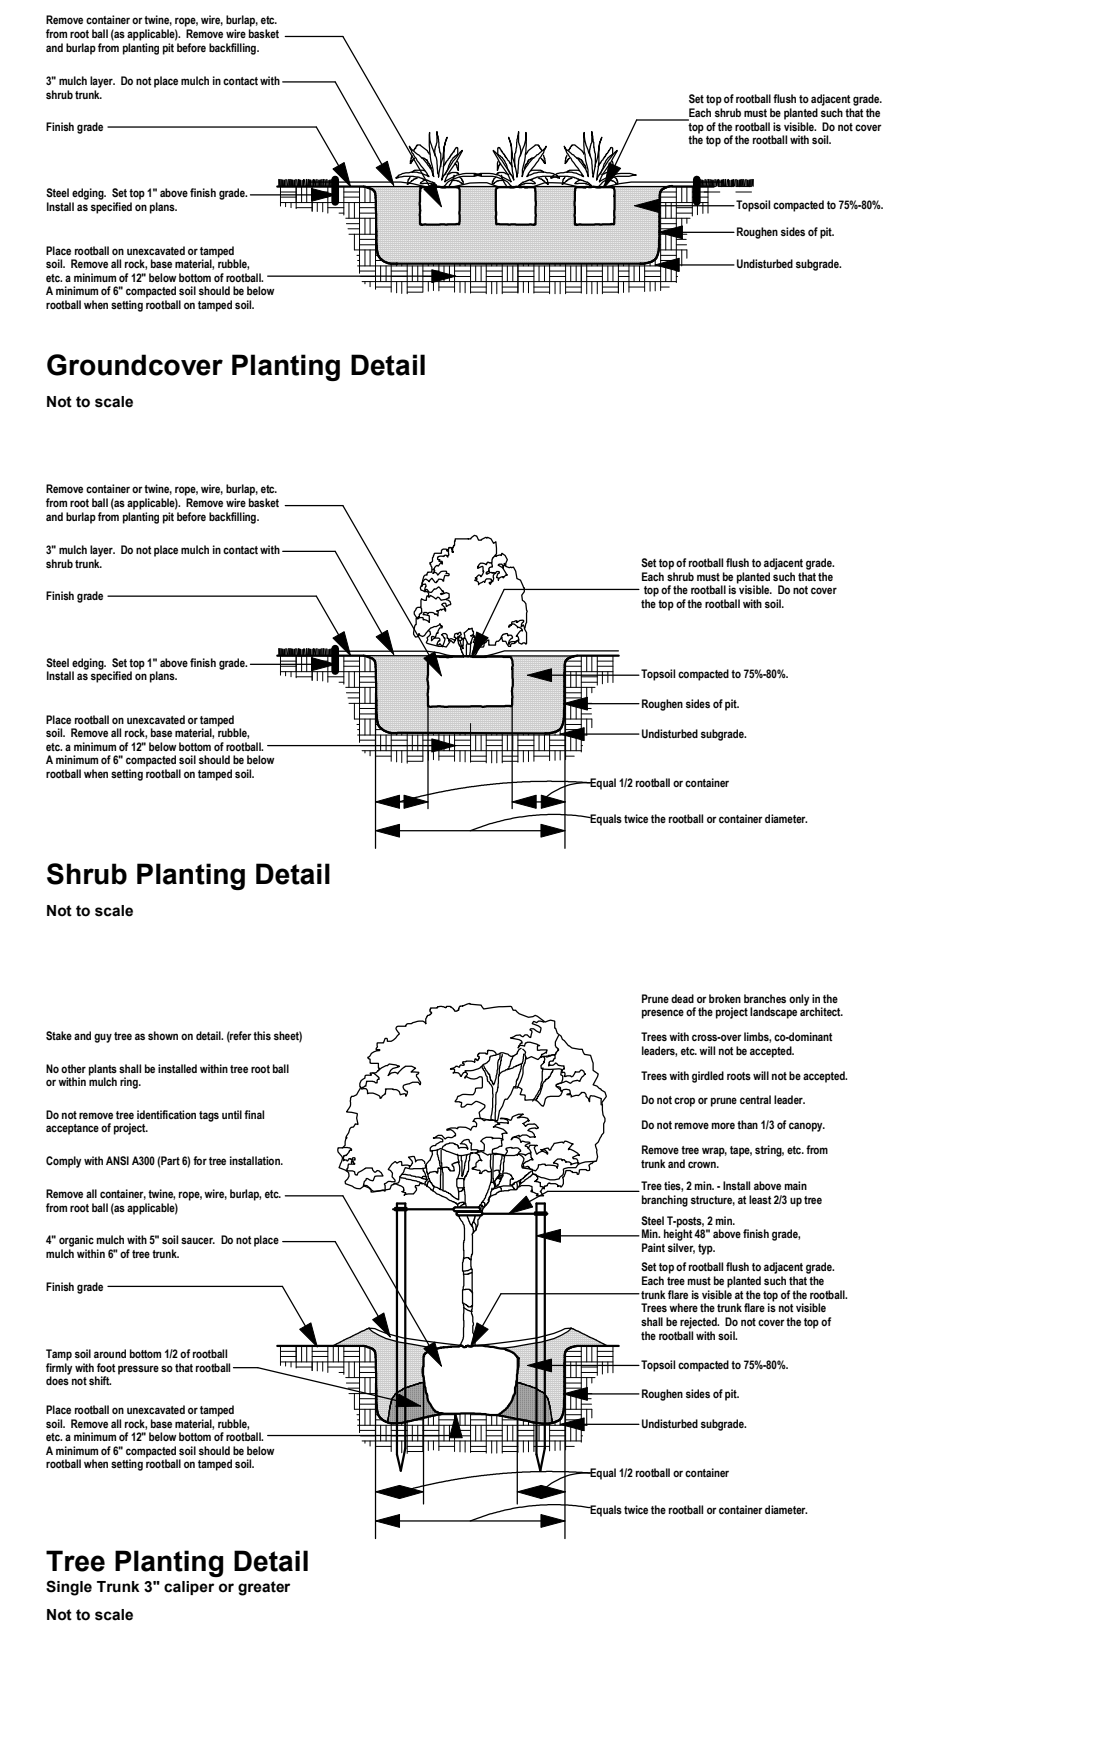 Remove container or twine, rope, wire, burlap, etc.
from root ball (as applicable).  Remove wire basket
and burlap from planting pit before backfilling.
3" mulch layer.  Do not place mulch in contact with
shrub trunk.
Finish grade
Steel edging.  Set top 1" above finish grade.
Install as specified on plans.
Place rootball on unexcavated or tamped
soil.  Remove all rock, base material, rubble,
etc. a minimum of 12" below bottom of rootball.
A minimum of 6" compacted soil should be below
rootball when setting rootball on tamped soil.
Set top of rootball flush to adjacent grade.
Each shrub must be planted such that the
top of the rootball is visible.  Do not cover
the top of the rootball with soil.
Topsoil compacted to 75%-80%.
Roughen sides of pit.
Undisturbed subgrade.
Groundcover Planting Detail
Not to scale
Remove container or twine, rope, wire, burlap, etc.
from root ball (as applicable).  Remove wire basket
and burlap from planting pit before backfilling.
3" mulch layer.  Do not place mulch in contact with
shrub trunk.
Finish grade
Steel edging.  Set top 1" above finish grade.
Install as specified on plans.
Place rootball on unexcavated or tamped
soil.  Remove all rock, base material, rubble,
etc. a minimum of 12" below bottom of rootball.
A minimum of 6" compacted soil should be below
rootball when setting rootball on tamped soil.
Set top of rootball flush to adjacent grade.
Each shrub must be planted such that the
top of the rootball is visible.  Do not cover
the top of the rootball with soil.
Topsoil compacted to 75%-80%.
Roughen sides of pit.
Undisturbed subgrade.
Equal 1/2 rootball or container
Equals twice the rootball or container diameter.
Shrub Planting Detail
Not to scale
Stake and guy tree as shown on detail. (refer this sheet)
No other plants shall be installed within tree root ball
or within mulch ring.
Do not remove tree identification tags until final
acceptance of project.
Comply with ANSI A300 (Part 6) for tree installation.
Remove all container, twine, rope, wire, burlap, etc.
from root ball (as applicable)
4" organic mulch with 5" soil saucer.  Do not place
mulch within 6" of tree trunk.
Finish grade
Tamp soil around bottom 1/2 of rootball
firmly with foot pressure so that rootball
does not shift.
Place rootball on unexcavated or tamped
soil.  Remove all rock, base material, rubble,
etc. a minimum of 12" below bottom of rootball.
A minimum of 6" compacted soil should be below
rootball when setting rootball on tamped soil.
Prune dead or broken branches only in the
presence of the project landscape architect.
Trees with cross-over limbs, co-dominant
leaders, etc. will not be accepted.
Trees with girdled roots will not be accepted.
Do not crop or prune central leader.
Do not remove more than 1/3 of canopy.
Remove tree wrap, tape, string, etc. from
trunk and crown.
Tree ties, 2 min. - Install above main
branching structure, at least 2/3 up tree
Steel T-posts, 2 min.
Min. height 48" above finish grade,
Paint silver, typ.
Set top of rootball flush to adjacent grade.
Each tree must be planted such that the
trunk flare is visible at the top of the rootball.
Trees where the trunk flare is not visible
shall be rejected.  Do not cover the top of
the rootball with soil.
Topsoil compacted to 75%-80%.
Roughen sides of pit.
Undisturbed subgrade.
Equal 1/2 rootball or container
Equals twice the rootball or container diameter.
Tree Planting Detail
Single Trunk 3" caliper or greater
Not to scale